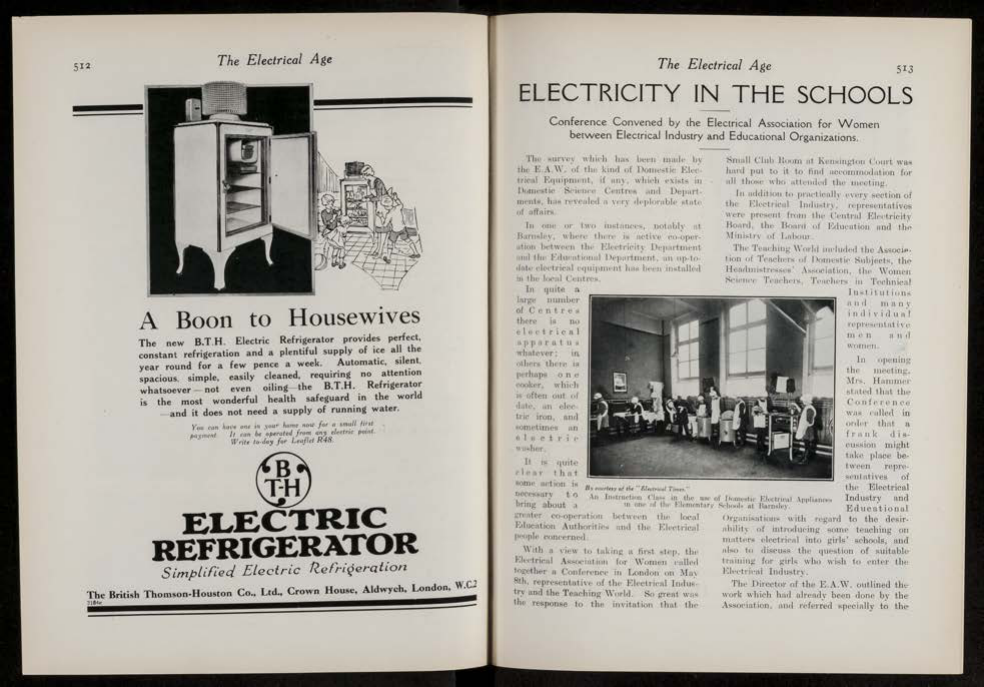 512
The Electrical Age
A Boon to Housewives
The new B.T.H. Electric Refrigerator provides perfect,
constant refrigeration and a plentiful supply of ice all the
year round for a few pence a week. Automatic, silent,
spacious, simple, easily cleaned, requiring no attention
whatsoever—not even oiling—the B.T.H. Refrigerator
is the most wonderful health safeguard in the world
—and it does not need a supply of running water.
You can have one in your home now for a small first
payment. It can be operated from any electric point.
Write to-day for Leaflet R48.
B
T·H
ELECTRIC
REFRIGERATOR
Simplified Electric Refrigeration
The British Thomson-Houston Co., Ltd., Crown House, Aldwych, London, W.C.2
The Electrical Age
513
ELECTRICITY IN THE SCHOOLS
Conference Convened by the Electrical Association for Women
between Electrical Industry and Educational Organizations.
The survey which has been made by
the E.A.W. of the kind of Domestic Elec-
trical Equipment, if any, which exists in
Domestic Science Centres and Depart-
ments, has revealed a very deplorable state
of affairs.
In one or two instances, notably at
Barnsley, where there is active co-oper-
ation between the Electricity Department
and the Educational Department, an up-to-
date electrical equipment has been installed
in the local Centres.
In quite a
large number
of Centres
there is no
electrical
apparatus
whatever; in
others there is
perhaps one
cooker, which
is often out of
date, an elec-
tric iron, and
sometimes an
electric
washer.
It is quite
clear that
some action is
necessary to
bring about a
greater co-operation between the local
Education Authorities and the Electrical
people concerned.
With a view to taking a first step, the
Electrical Association for Women called
together a Conference in London on May
8th, representative of the Electrical Indus-
try and the Teaching World. So great was
the response to the invitation that the
By courtesy of the "Electrical Times."
An Instruction Class in the use of Domestic Electrical Appliances
in one of the Elementary Schools at Barnsley.
Small Club Room at Kensington Court was
hard put to it to find accommodation for
all those who attended the meeting.
In addition to practically every section of
the Electrical Industry, representatives
were present from the Central Electricity
Board, the Board of Education and the
Ministry of Labour.
The Teaching World included the Associa-
tion of Teachers of Domestic Subjects, the
Headmistresses' Association, the Women
Science Teachers, Teachers in Technical
Institutions
and many
individual
representative
men and
women.
In opening
the meeting,
Mrs. Hammer
stated that the
Conference
was called in
order that a
frank dis-
cussion might
take place be-
tween repre-
sentatives of
the Electrical
Industry and
Educational
Organisations with regard to the desir-
ability of introducing some teaching on
matters electrical into girls' schools, and
also to discuss the question of suitable
training for girls who wish to enter the
Electrical Industry.
The Director of the E.A.W. outlined the
work which had already been done by the
Association, and referred specially to the